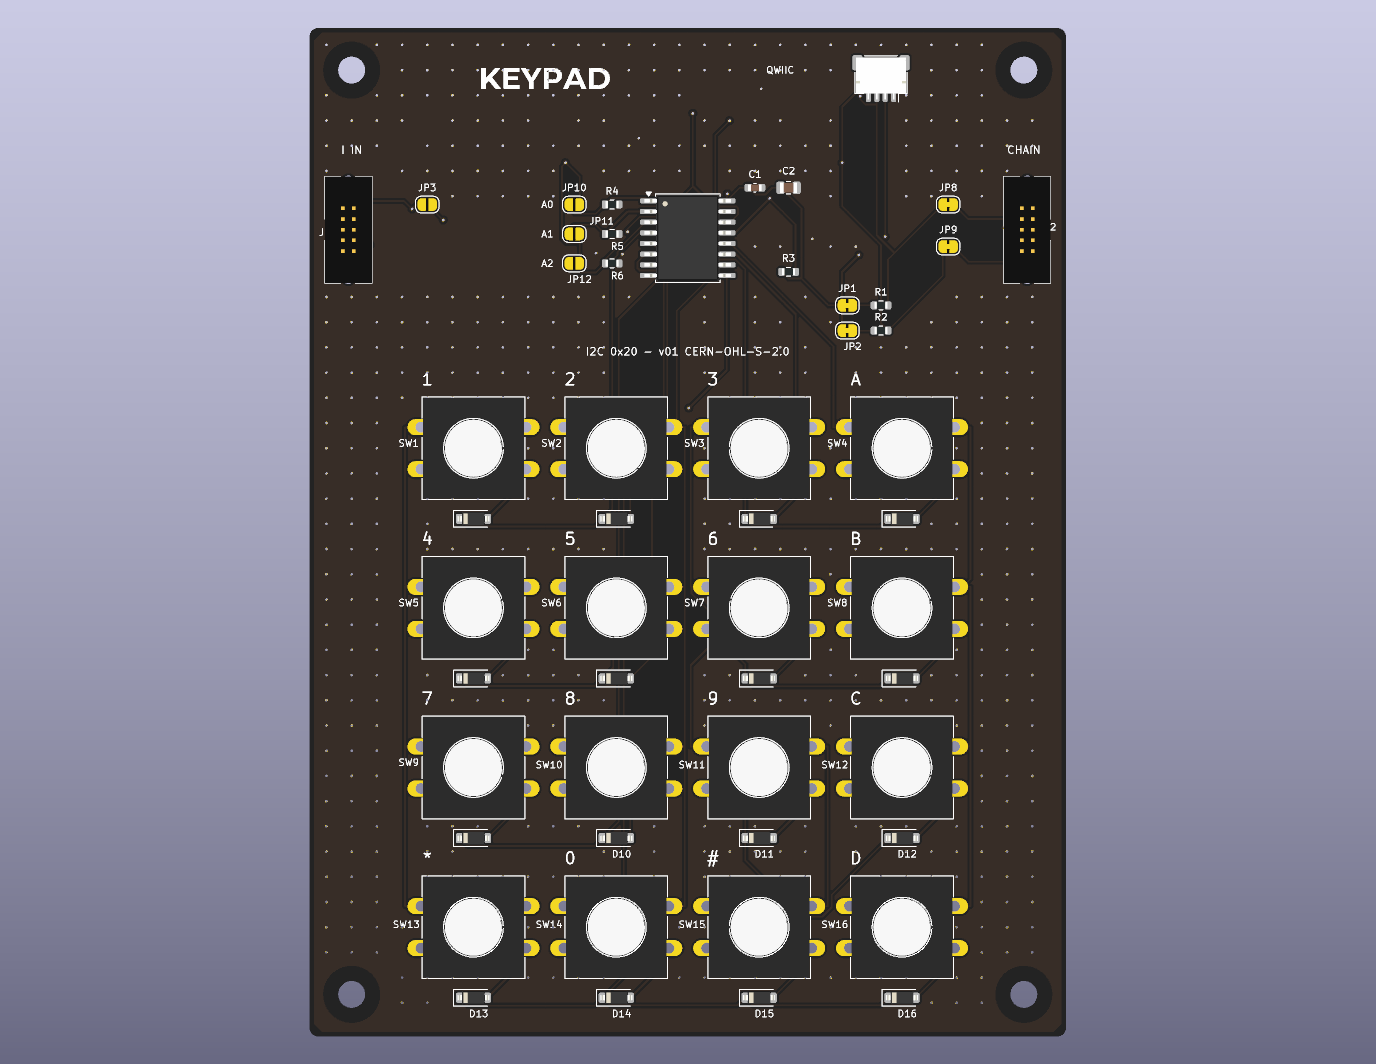 KEYPAD
QWIIC
I IN
CHAIN
JP3
JP10
R4
C1
C2
JP8
A0
JP11
J
2
A1
R5
JP9
A2
JP12
R6
R3
JP1
R1
R2
JP2
I2C 0x20 - v01 CERN-OHL-S-2.0
1 2 3 A
SW1 SW2 SW3 SW4
4 5 6 B
SW5 SW6 SW7 SW8
7 8 9 C
SW9 SW10 SW11 SW12
D10 D11 D12
* 0 # D
SW13 SW14 SW15 SW16
D13 D14 D15 D16